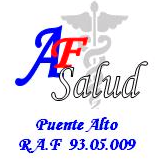 AF
Salud
Puente Alto
R.A.F 93.05.009